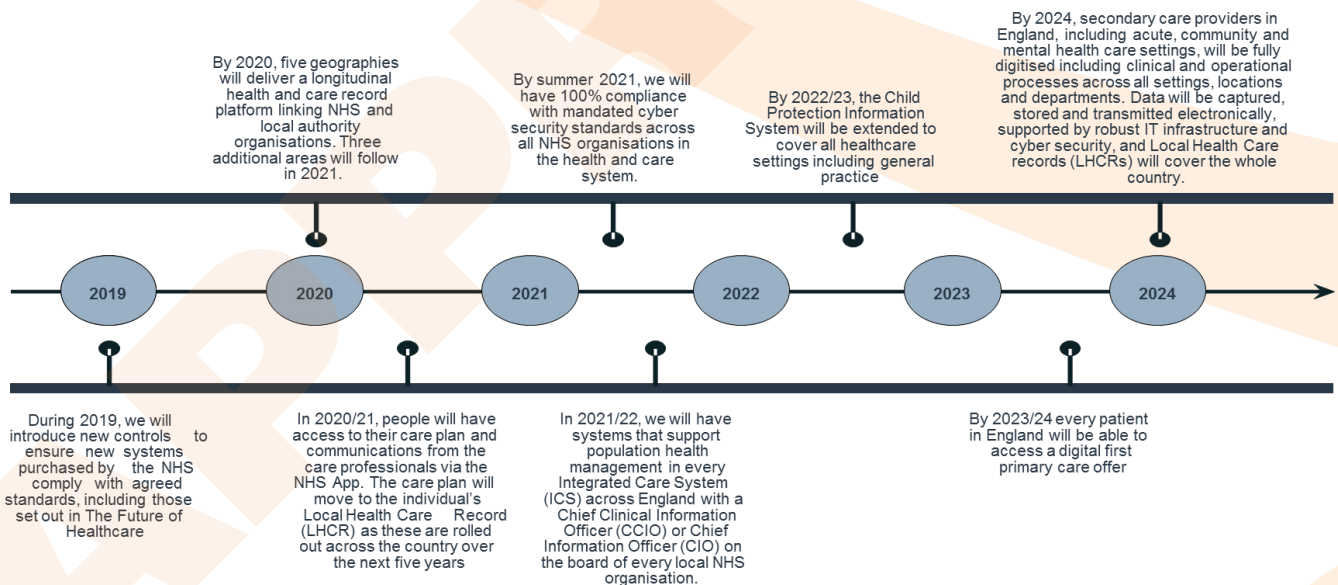 By 2020, five geographies
will deliver a longitudinal
health and care record
platform linking NHS and
local authority
organisations. Three
additional areas will follow
in 2021.
By summer 2021, we will
have 100% compliance
with mandated cyber
security standards across
all NHS organisations in
the health and care
system.
By 2022/23, the Child
Protection Information
System will be extended to
cover all healthcare
settings including general
practice
By 2024, secondary care providers in
England, including acute, community and
mental health care settings, will be fully
digitised including clinical and operational
processes across all settings, locations
and departments. Data will be captured,
stored and transmitted electronically,
supported by robust IT infrastructure and
cyber security, and Local Health Care
records (LHCRs) will cover the whole
country.
2019
2020
2021
2022
2023
2024
During 2019, we will
introduce new controls to
ensure new systems
purchased by the NHS
comply with agreed
standards, including those
set out in The Future of
Healthcare
In 2020/21, people will have
access to their care plan and
communications from the
care professionals via the
NHS App. The care plan will
move to the individual's
Local Health Care Record
(LHCR) as these are rolled
out across the country over
the next five years
In 2021/22, we will have
systems that support
population health
management in every
Integrated Care System
(ICS) across England with a
Chief Clinical Information
Officer (CCIO) or Chief
Information Officer (CIO) on
the board of every local NHS
organisation.
By 2023/24 every patient
in England will be able to
access a digital first
primary care offer